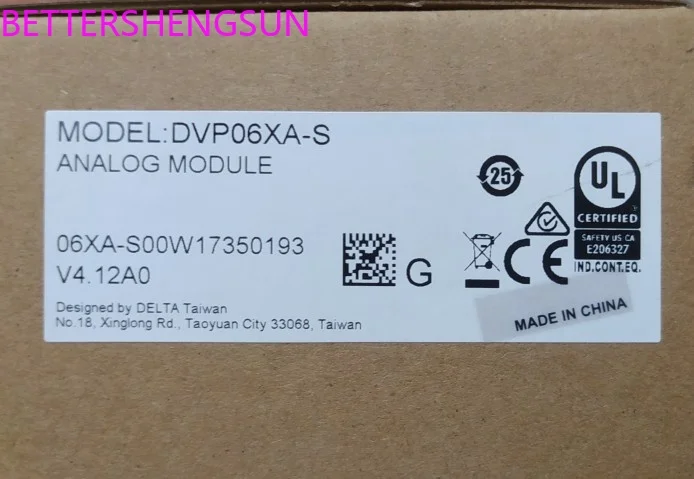 BETTERSHENGSUN
MODEL:DVP06XA-S
ANALOG MODULE
25
UL
CERTIFIED
SAFETY US CA
E206327
IND.CONT.EQ.
06XA-S00W17350193
V4.12A0
G
CE
Designed by DELTA Taiwan
No.18, Xinglong Rd., Taoyuan City 33068, Taiwan
MADE IN CHINA